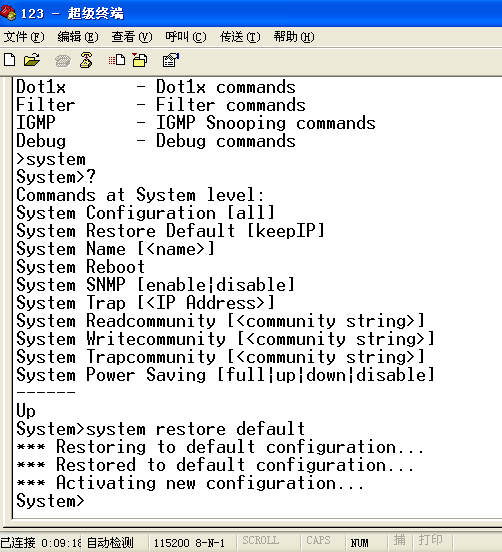 123 - 超级终端
文件(F) 编辑(E) 查看(V) 呼叫(C) 传送(T) 帮助(H)
Dot1x - Dot1x commands
Filter - Filter commands
IGMP - IGMP Snooping commands
Debug - Debug commands
>system
System>?
Commands at System level:
System Configuration [all]
System Restore Default [keepIP]
System Name [<name>]
System Reboot
System SNMP [enable|disable]
System Trap [<IP Address>]
System Readcommunity [<community string>]
System Writecommunity [<community string>]
System Trapcommunity [<community string>]
System Power Saving [full|up|down|disable]
------
Up
System>system restore default
*** Restoring to default configuration...
*** Restored to default configuration...
*** Activating new configuration...
System>
已连接 0:09:18 自动检测 115200 8-N-1 SCROLL CAPS NUM 捕 打印